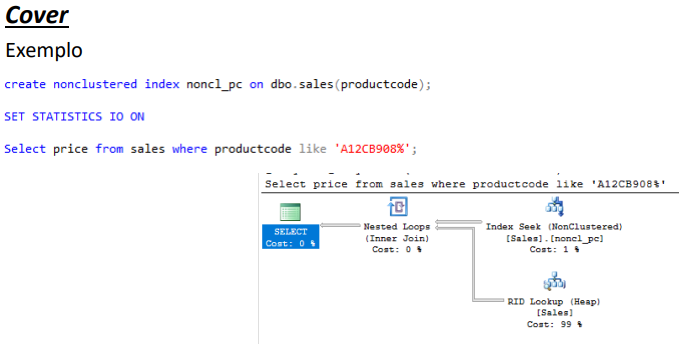 Cover
Exemplo
create nonclustered index noncl_pc on dbo.sales(productcode);
SET STATISTICS IO ON
Select price from sales where productcode like 'A12CB908%';
Select price from sales where productcode like 'A12CB908%'
SELECT
Cost: 0 %
Nested Loops
(Inner Join)
Cost: 0 %
Index Seek (NonClustered)
[Sales].[noncl_pc]
Cost: 1 %
RID Lookup (Heap)
[Sales]
Cost: 99 %